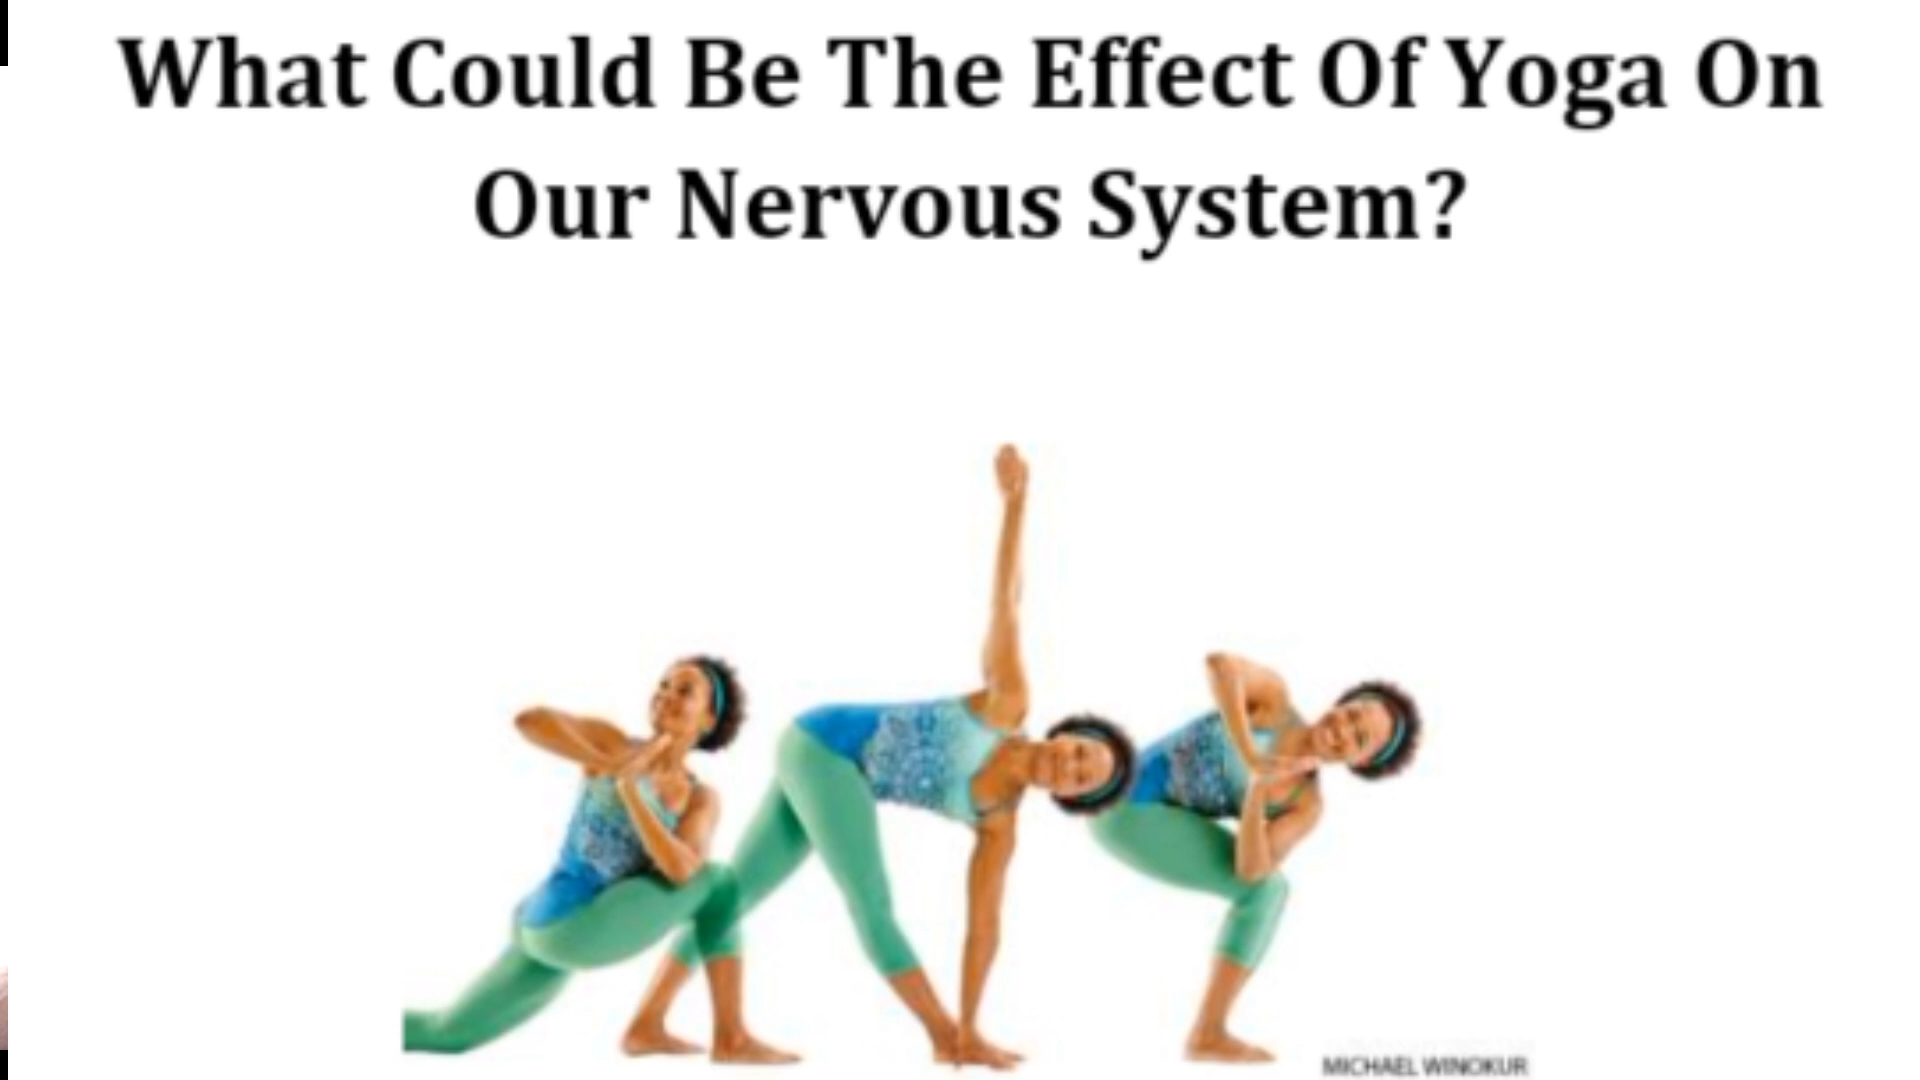 What Could Be The Effect Of Yoga On
Our Nervous System?
MICHAEL WINOKUR